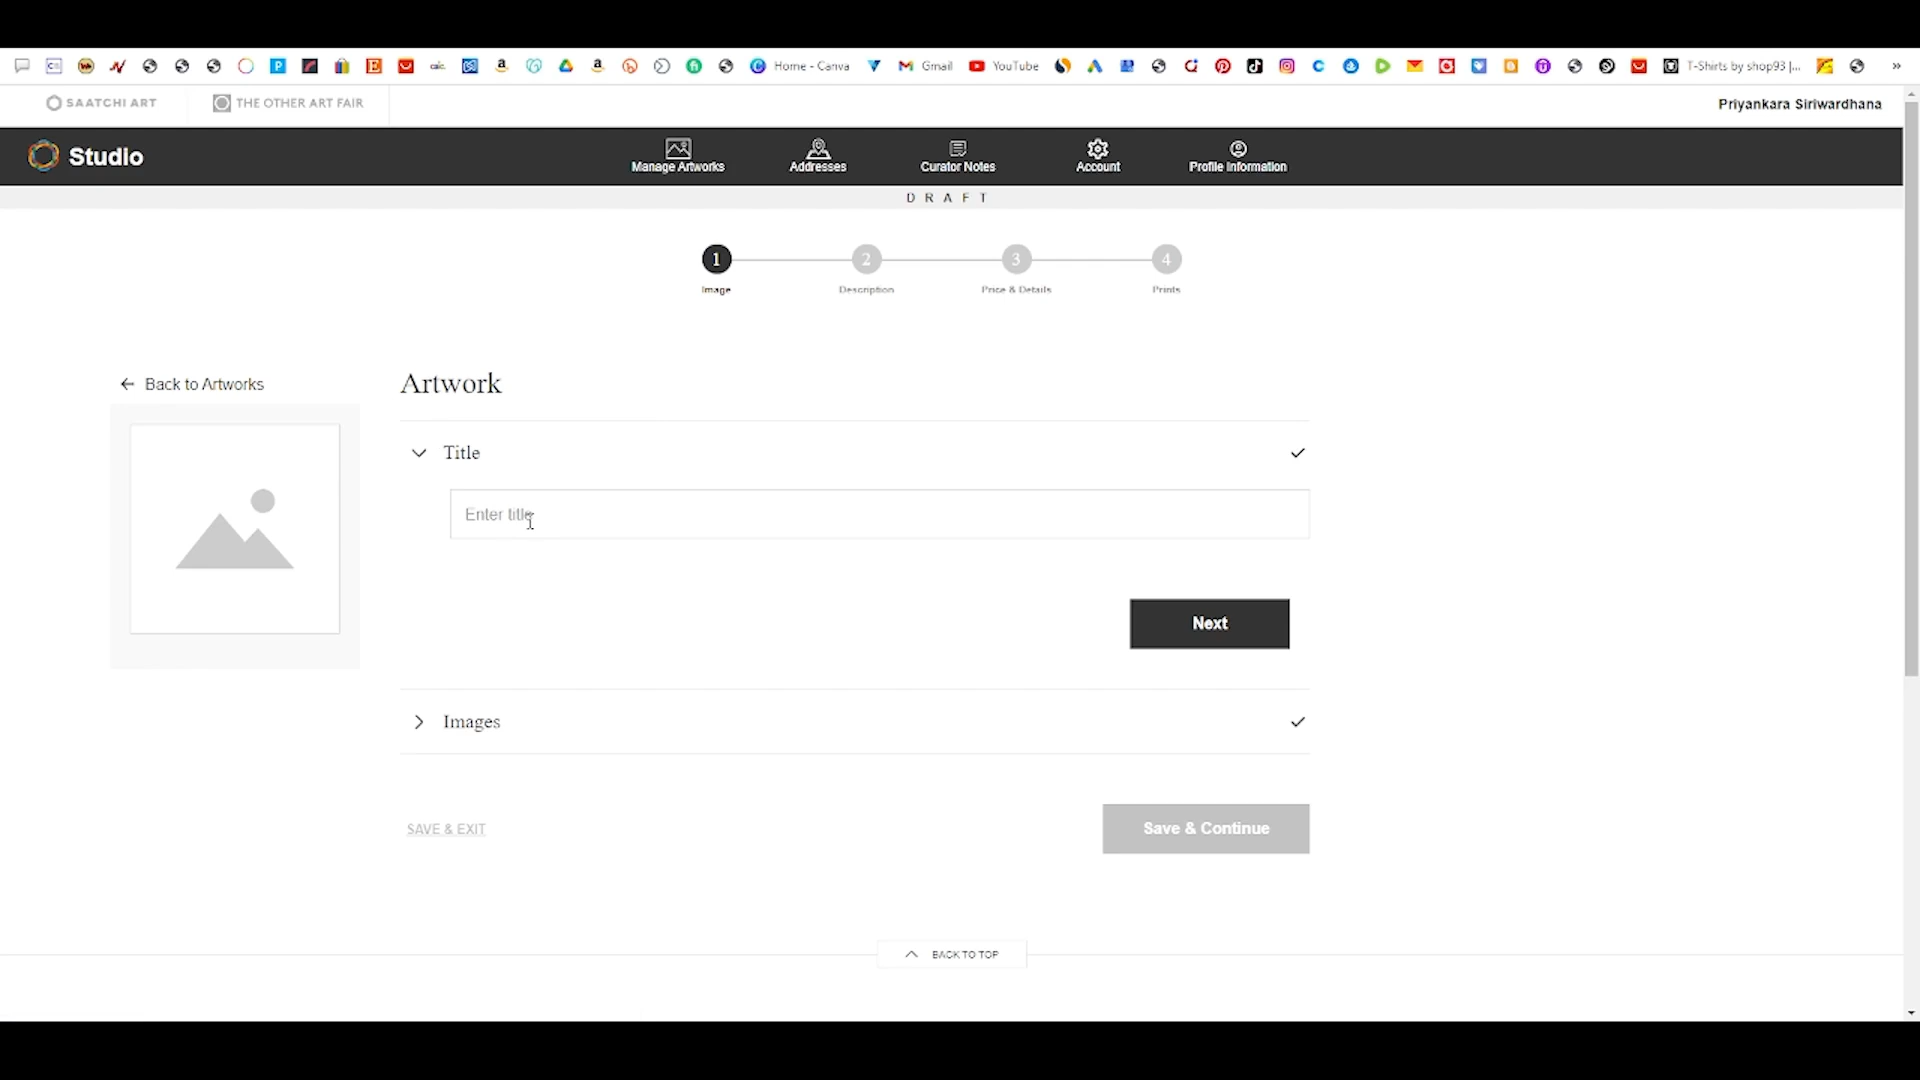 Home - Canva
Gmail
YouTube
T-Shirts by shop93 |...
SAATCHI ART
THE OTHER ART FAIR
Priyankara Siriwardhana
Studio
Manage Artworks
Addresses
Curator Notes
Account
Profile Information
DRAFT
1
2
3
4
Image
Description
Price & Details
Prints
Back to Artworks
Artwork
Title
Enter title
Next
Images
SAVE & EXIT
Save & Continue
BACK TO TOP